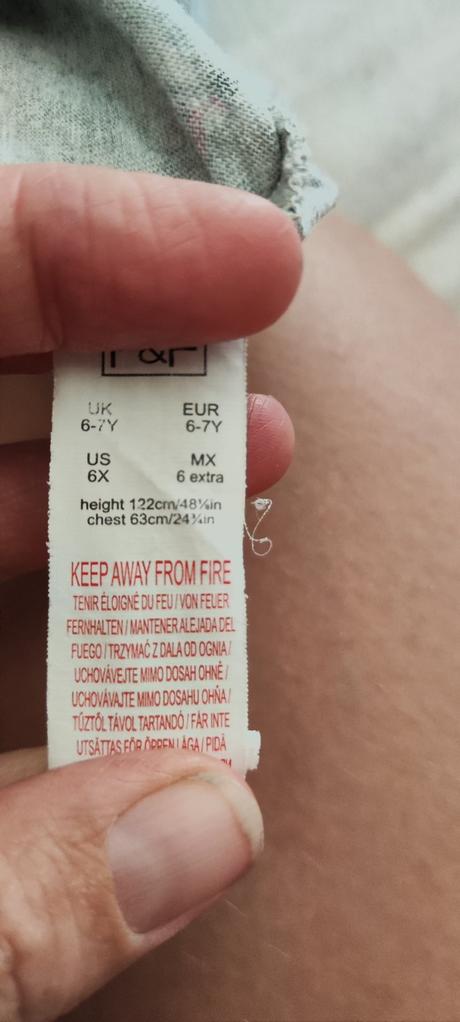 F&F
UK EUR
6-7Y 6-7Y
US MX
6X 6 extra
height 122cm/48⅛in
chest 63cm/24¾in
KEEP AWAY FROM FIRE
TENIR ÉLOIGNÉ DU FEU / VON FEUER
FERNHALTEN / MANTENER ALEJADA DEL
FUEGO / TRZYMAĆ Z DALA OD OGNIA /
UCHOVÁVEJTE MIMO DOSAH OHNĚ /
UCHOVÁVAJTE MIMO DOSAHU OHŇA /
TŰZTŐL TÁVOL TARTANDÓ / FÅR INTE
UTSÄTTAS FÖR ÖPPEN LÅGA / PIDÄ